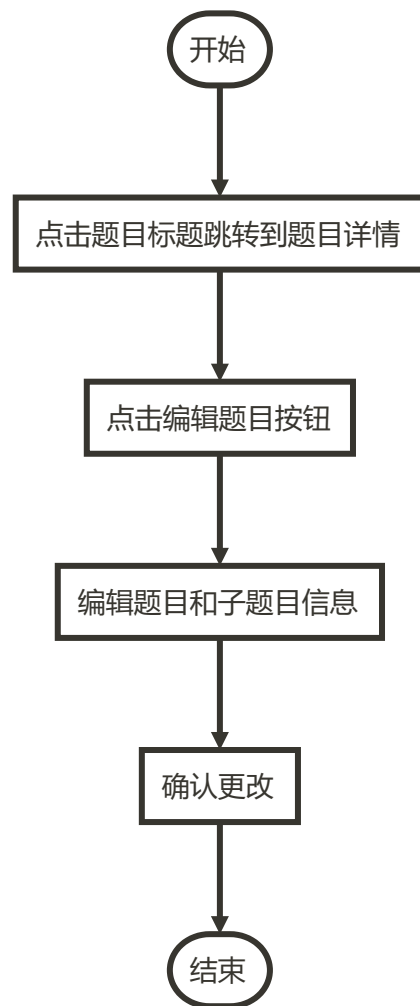 开始
点击题目标题跳转到题目详情
点击编辑题目按钮
编辑题目和子题目信息
确认更改
结束